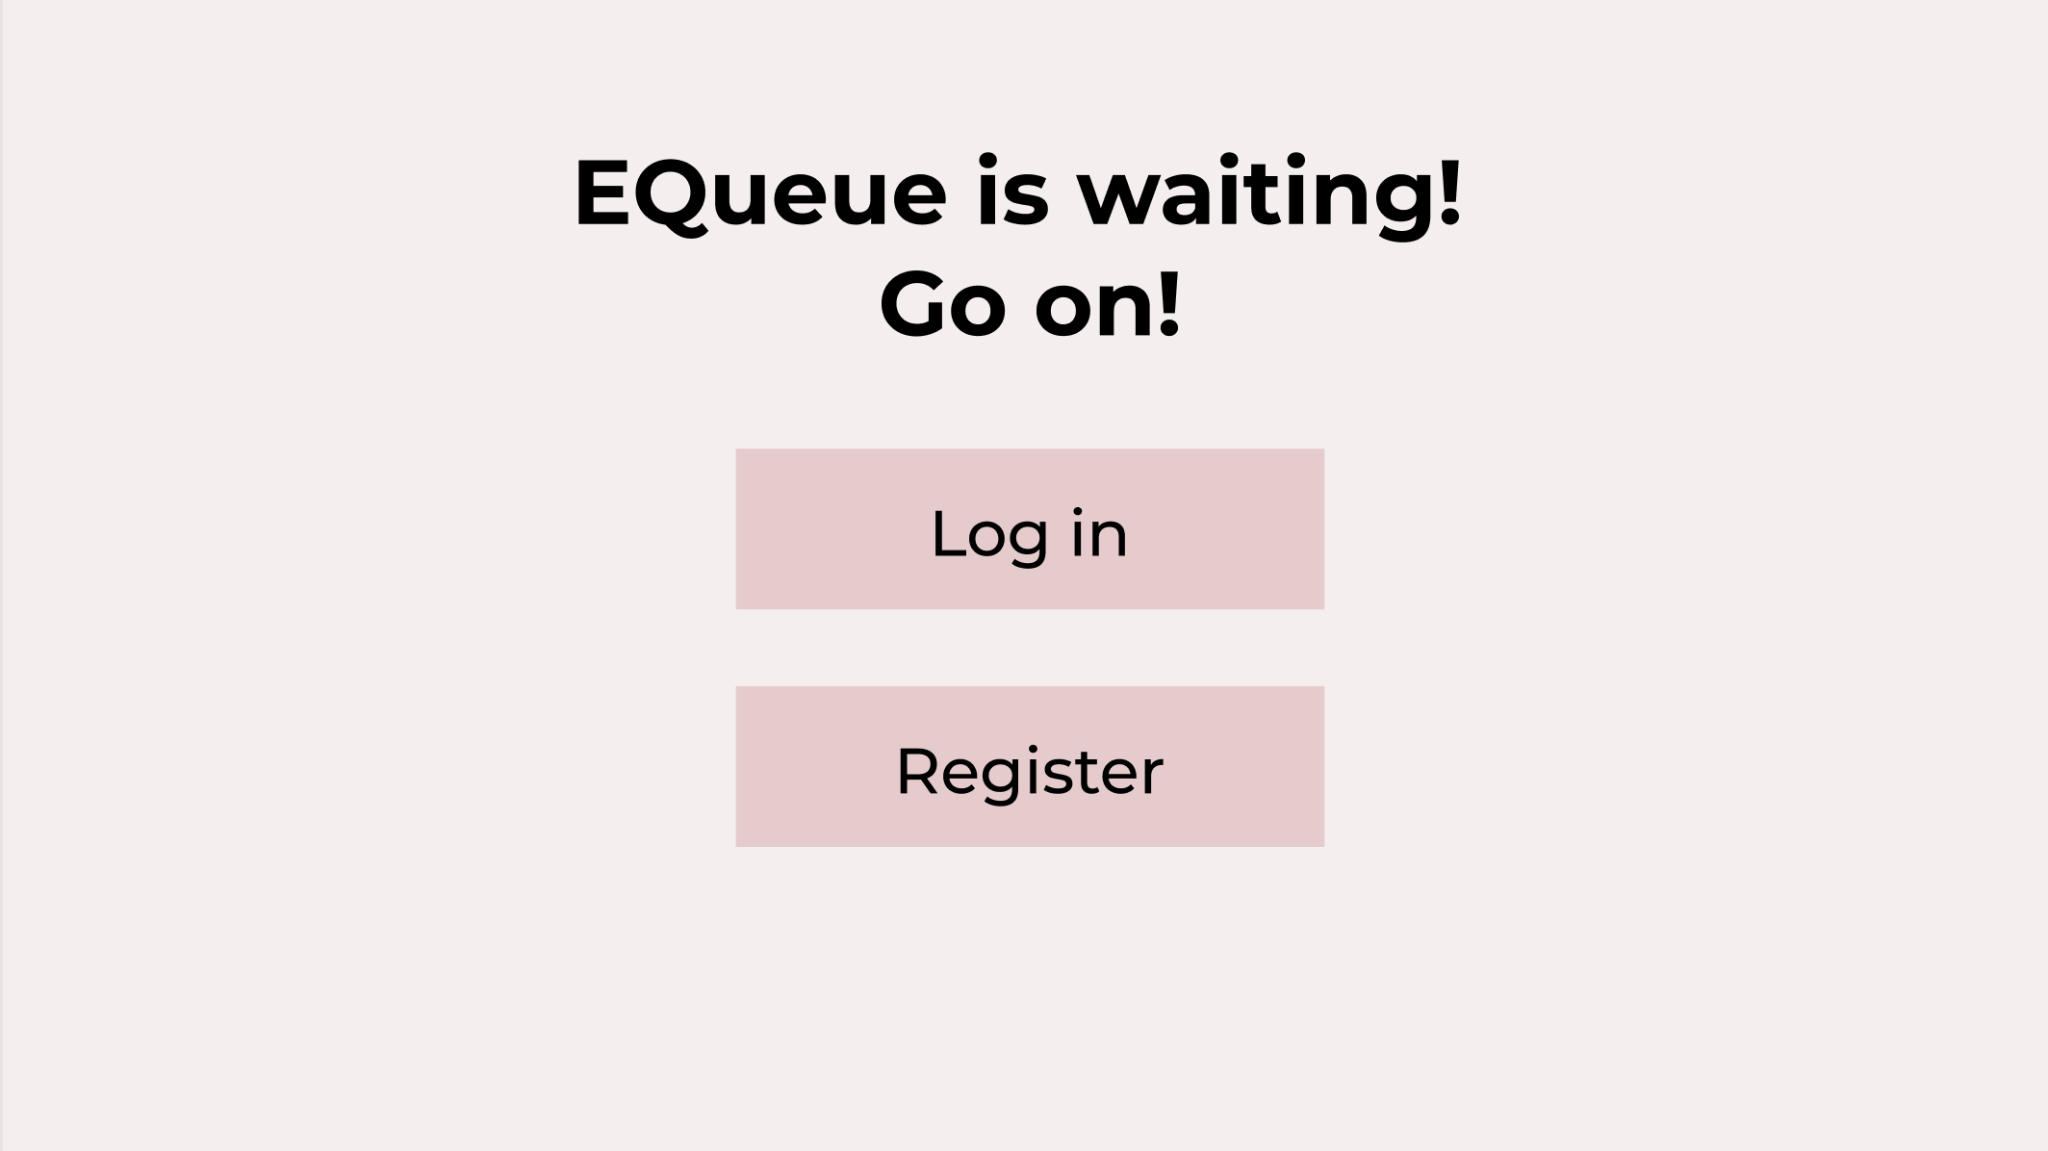 EQueue is waiting!
Go on!
Log in
Register